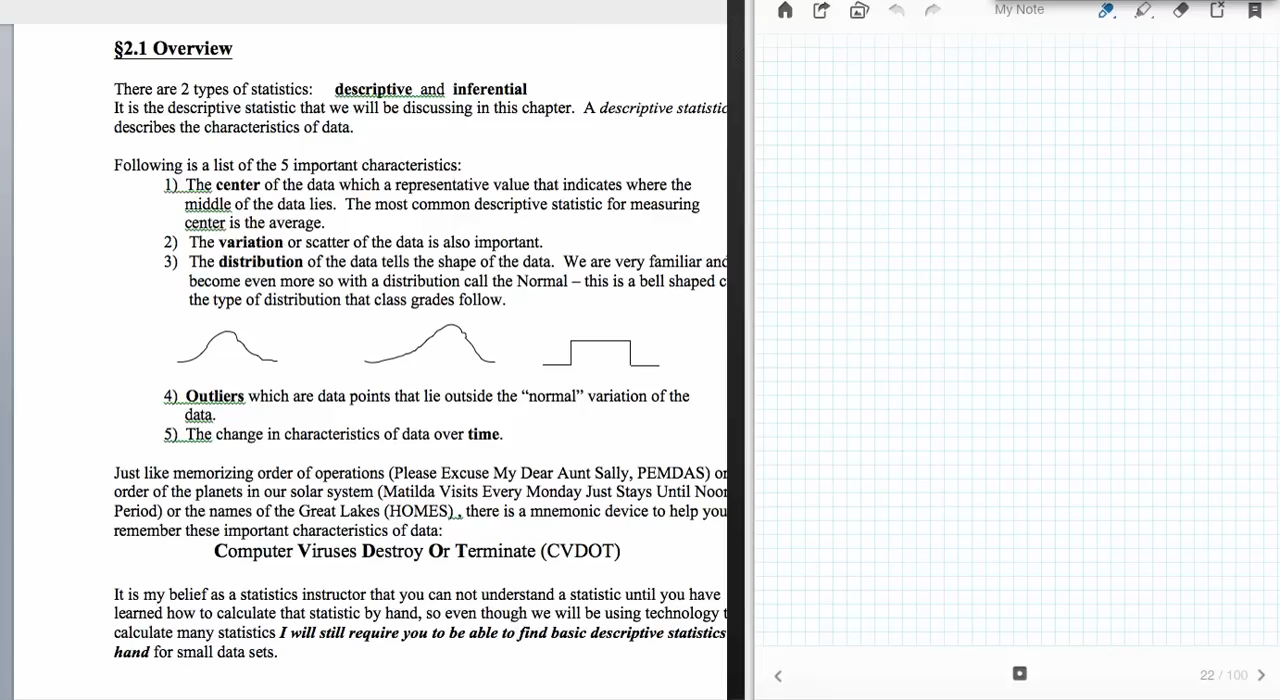 §2.1 Overview
There are 2 types of statistics: descriptive and inferential
It is the descriptive statistic that we will be discussing in this chapter. A descriptive statistic
describes the characteristics of data.
Following is a list of the 5 important characteristics:
1) The center of the data which a representative value that indicates where the
middle of the data lies. The most common descriptive statistic for measuring
center is the average.
2) The variation or scatter of the data is also important.
3) The distribution of the data tells the shape of the data. We are very familiar and
become even more so with a distribution call the Normal – this is a bell shaped c
the type of distribution that class grades follow.
4) Outliers which are data points that lie outside the “normal” variation of the
data.
5) The change in characteristics of data over time.
Just like memorizing order of operations (Please Excuse My Dear Aunt Sally, PEMDAS) or
order of the planets in our solar system (Matilda Visits Every Monday Just Stays Until Noon
Period) or the names of the Great Lakes (HOMES) , there is a mnemonic device to help you
remember these important characteristics of data:
Computer Viruses Destroy Or Terminate (CVDOT)
It is my belief as a statistics instructor that you can not understand a statistic until you have
learned how to calculate that statistic by hand, so even though we will be using technology t
calculate many statistics I will still require you to be able to find basic descriptive statistics
hand for small data sets.
My Note
22 / 100